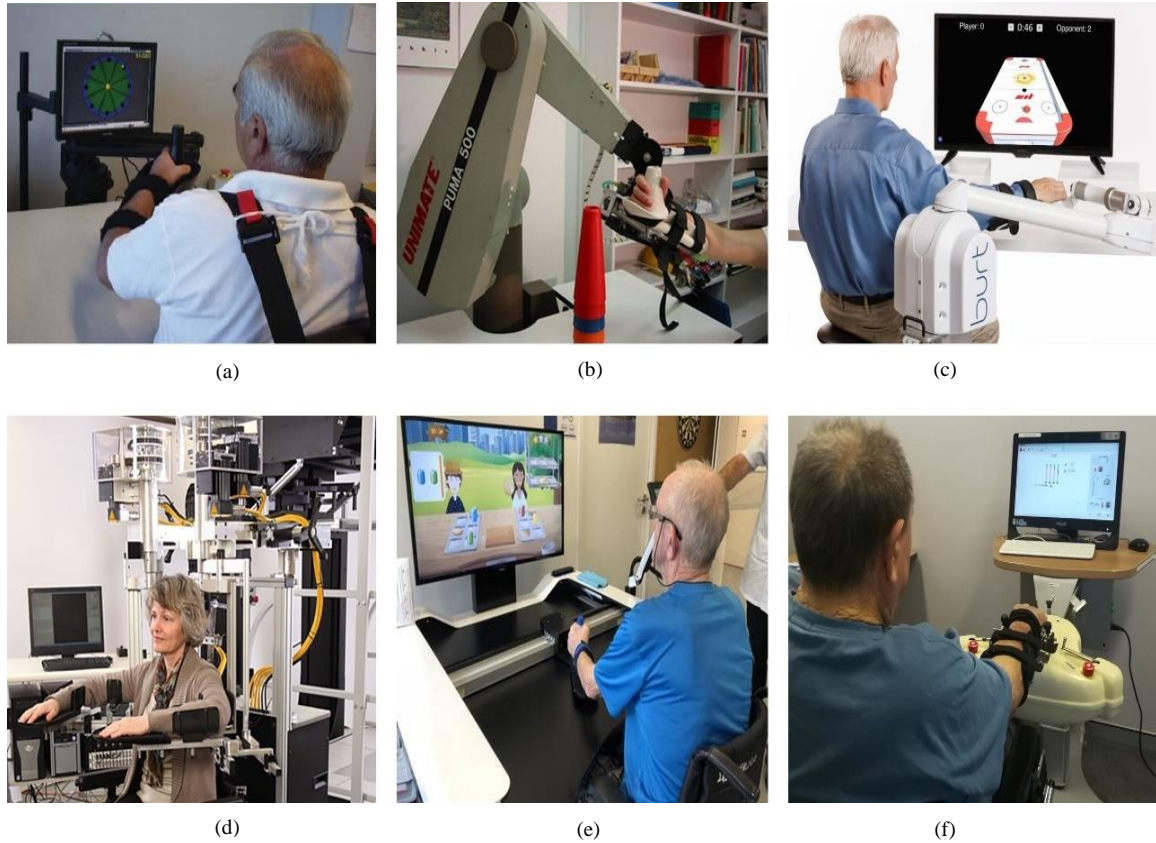 Player: 0
0:46
Opponent: 2
UNIMATE
PUMA 500
burt
(a)
(b)
(c)
(d)
(e)
(f)